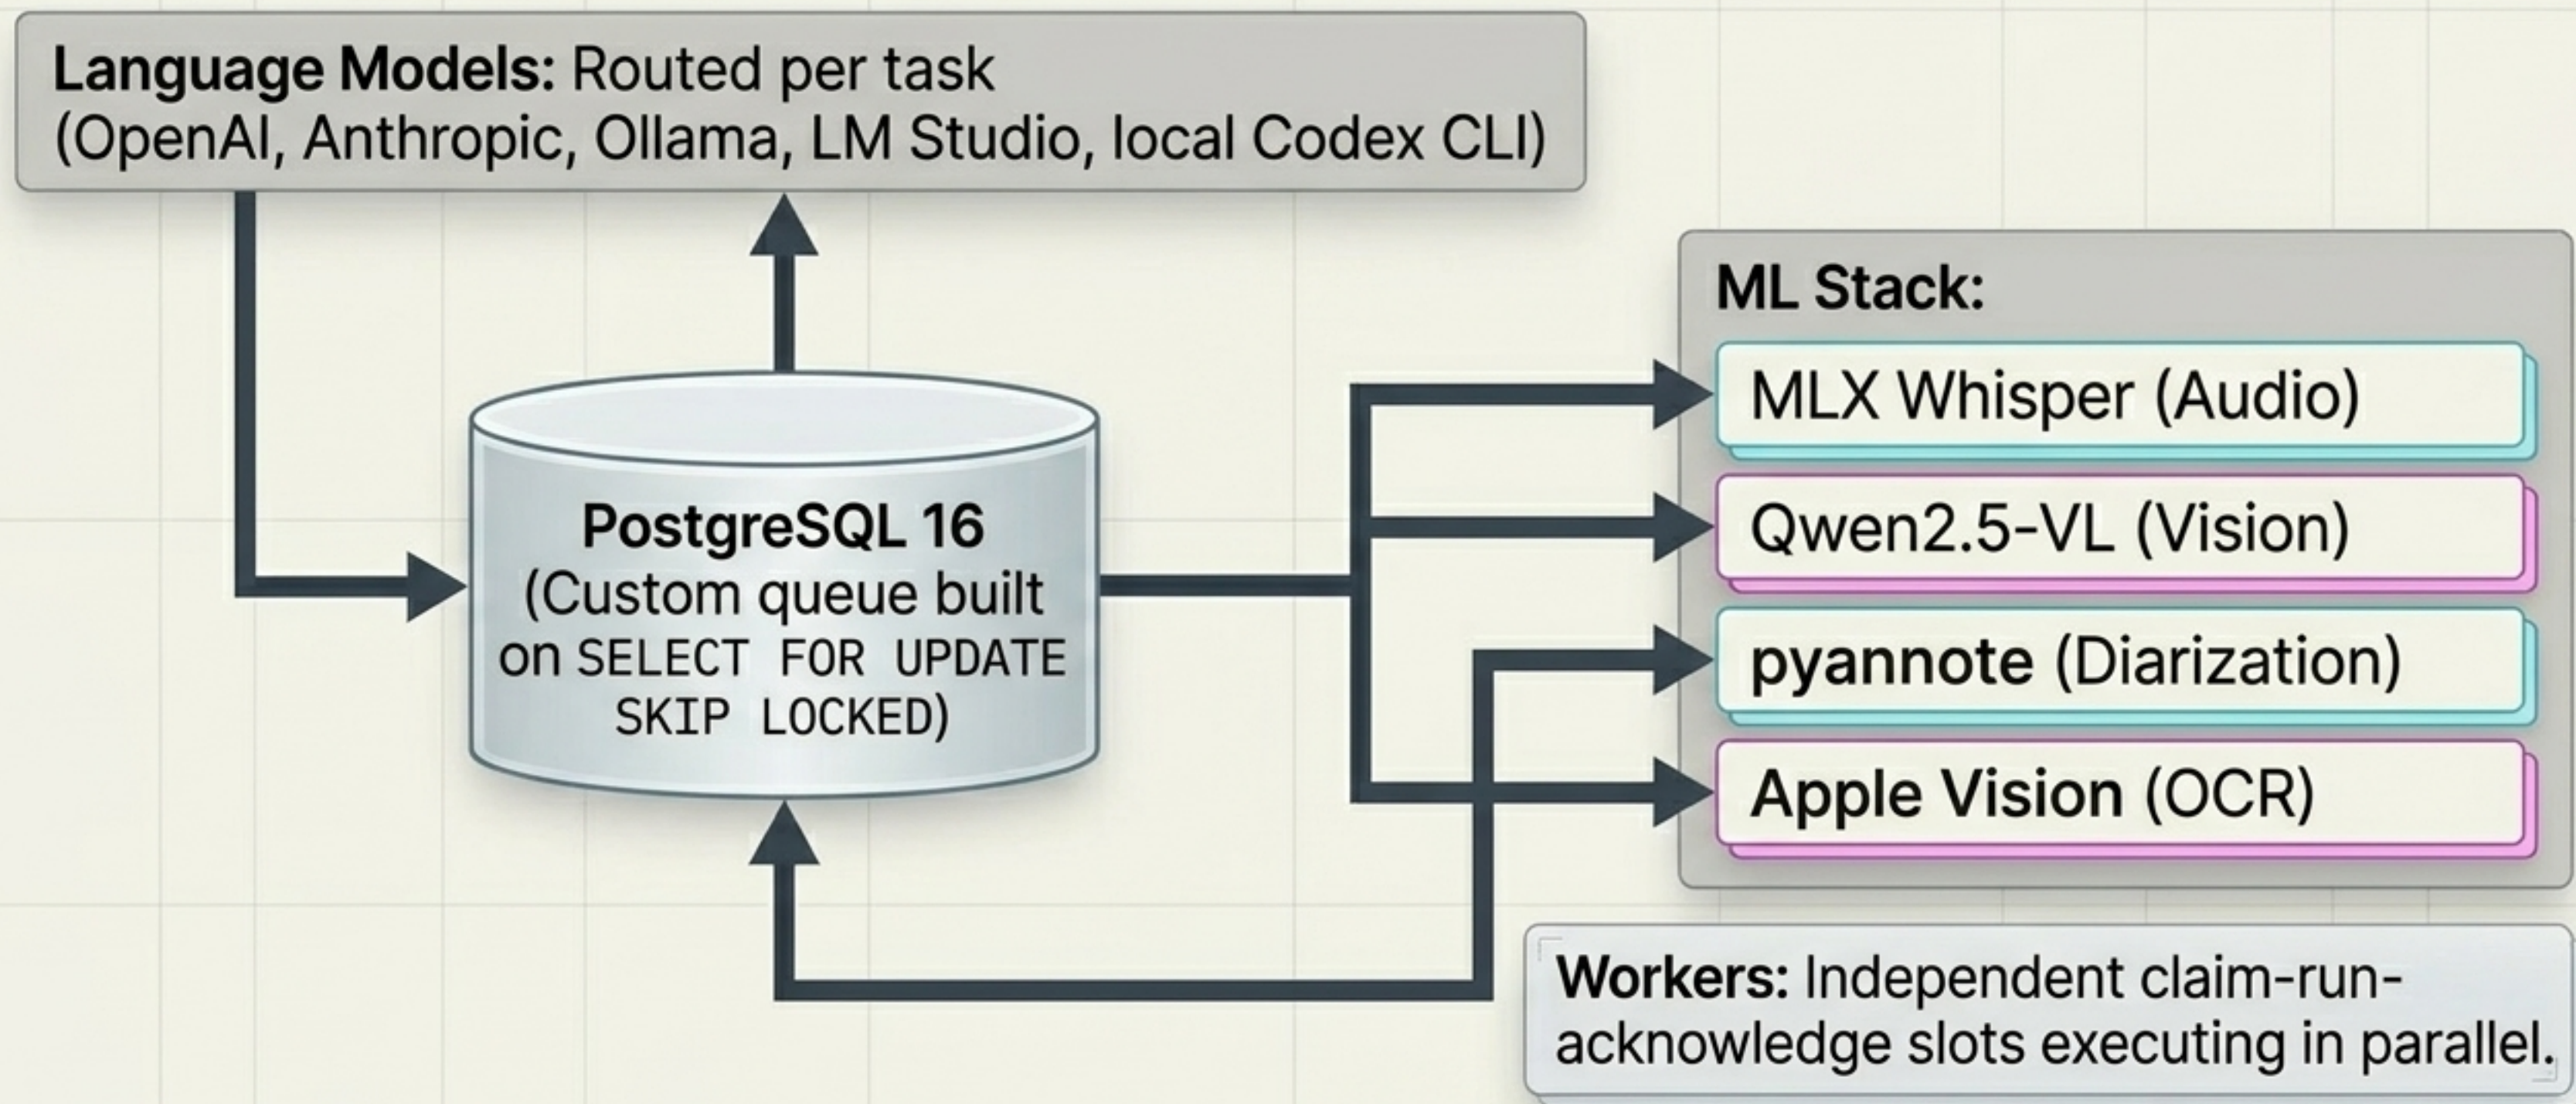 Language Models: Routed per task
(OpenAI, Anthropic, Ollama, LM Studio, local Codex CLI)
PostgreSQL 16
(Custom queue built
on SELECT FOR UPDATE
SKIP LOCKED)
ML Stack:
MLX Whisper (Audio)
Qwen2.5-VL (Vision)
pyannote (Diarization)
Apple Vision (OCR)
Workers: Independent claim-run-
acknowledge slots executing in parallel.